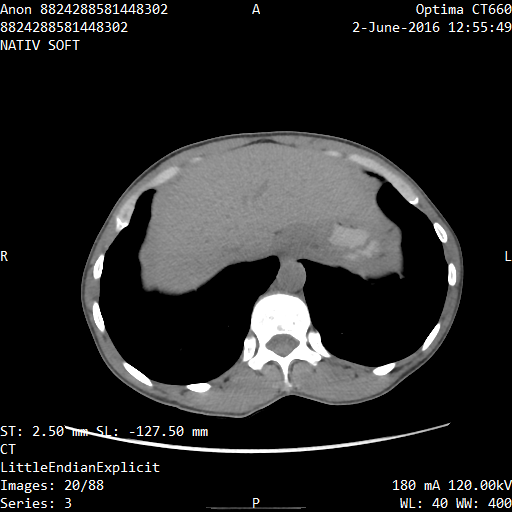 Anon 8824288581448302 A Optima CT660
8824288581448302 2-June-2016 12:55:49
NATIV SOFT
R L
ST: 2.50 mm SL: -127.50 mm
CT
LittleEndianExplicit
Images: 20/88 180 mA 120.00kV
Series: 3 P WL: 40 WW: 400